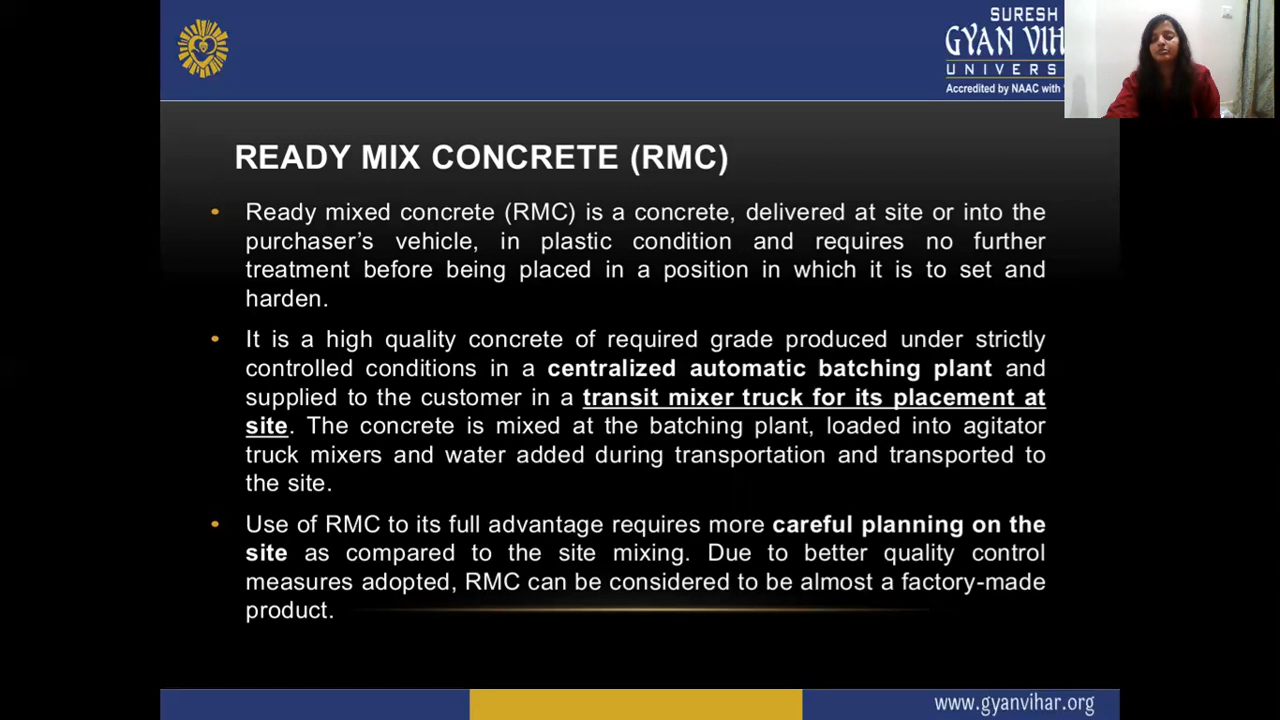 SURESH
GYAN VIH
UNIVERS
Accredited by NAAC with
READY MIX CONCRETE (RMC)
• Ready mixed concrete (RMC) is a concrete, delivered at site or into the
purchaser’s vehicle, in plastic condition and requires no further
treatment before being placed in a position in which it is to set and
harden.
• It is a high quality concrete of required grade produced under strictly
controlled conditions in a centralized automatic batching plant and
supplied to the customer in a transit mixer truck for its placement at
site. The concrete is mixed at the batching plant, loaded into agitator
truck mixers and water added during transportation and transported to
the site.
• Use of RMC to its full advantage requires more careful planning on the
site as compared to the site mixing. Due to better quality control
measures adopted, RMC can be considered to be almost a factory-made
product.
www.gyanvihar.org